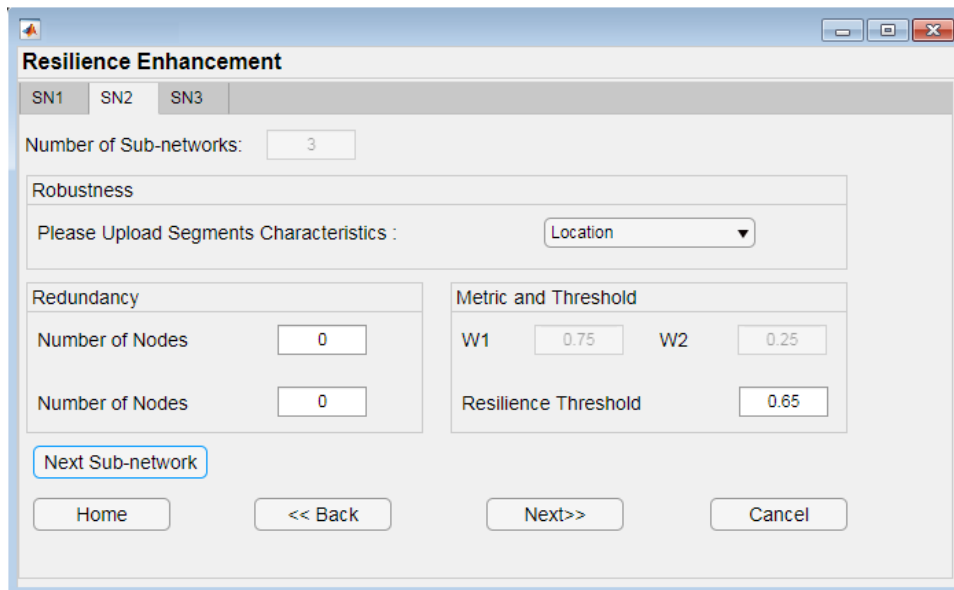 Resilience Enhancement
SN1 SN2 SN3
Number of Sub-networks: 3
Robustness
Please Upload Segments Characteristics : Location
Redundancy
Number of Nodes 0
Number of Nodes 0
Metric and Threshold
W1 0.75 W2 0.25
Resilience Threshold 0.65
Next Sub-network
Home << Back Next>> Cancel